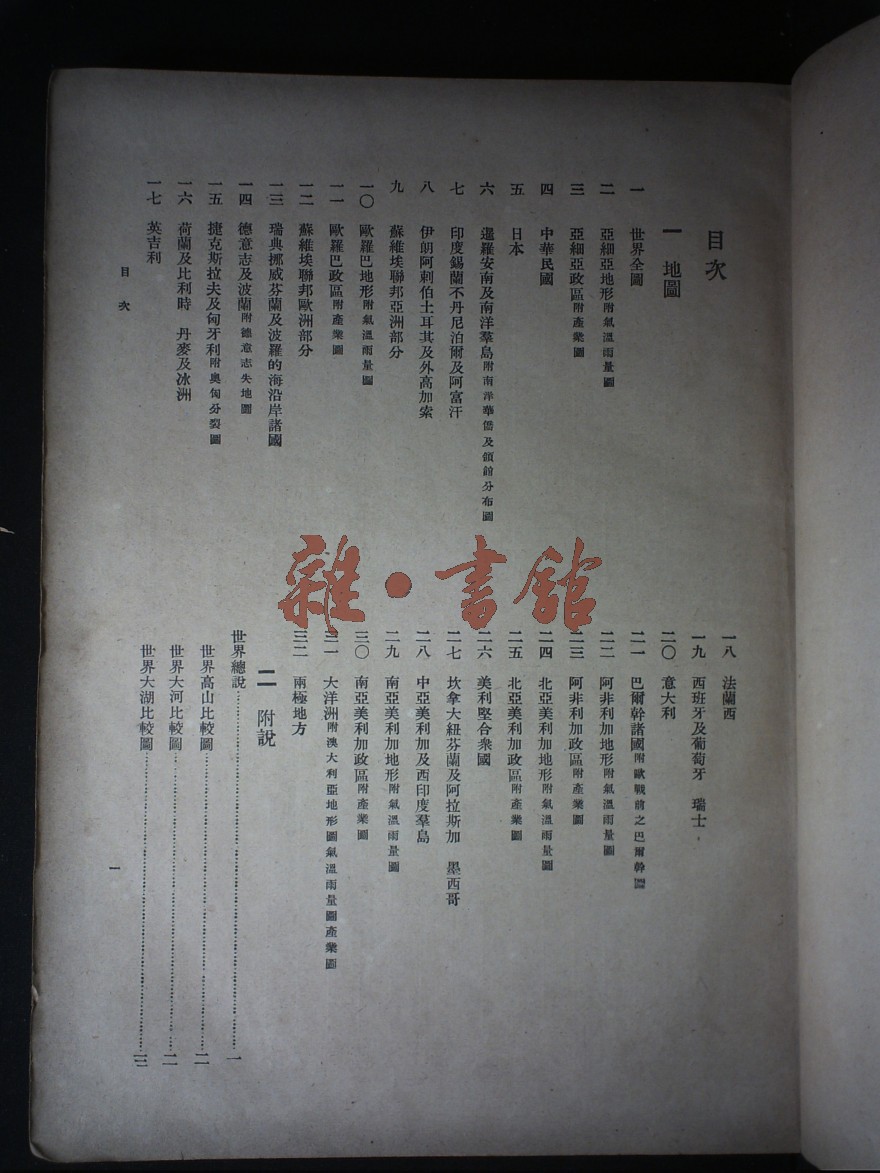 目次
一 地圖
一 世界全圖
二 亞細亞地形附氣溫雨量圖
三 亞細亞政區附產業圖
四 中華民國
五 日本
六 暹羅安南及南洋羣島附南洋華僑及領館分布圖
七 印度錫蘭不丹尼泊爾及阿富汗
八 伊朗阿剌伯土耳其及外高加索
九 蘇維埃聯邦亞洲部分
一〇 歐羅巴地形附氣溫雨量圖
一一 歐羅巴政區附產業圖
一二 蘇維埃聯邦歐洲部分
一三 瑞典挪威芬蘭及波羅的海沿岸諸國
一四 德意志及波蘭附德意志失地圖
一五 捷克斯拉夫及匈牙利附奧匈分裂圖
一六 荷蘭及比利時 丹麥及冰洲
一七 英吉利
一八 法蘭西
一九 西班牙及葡萄牙 瑞士
二〇 意大利
二一 巴爾幹諸國附歐戰前之巴爾幹圖
二二 阿非利加地形附氣溫雨量圖
二三 阿非利加政區附產業圖
二四 北亞美利加地形附氣溫雨量圖
二五 北亞美利加政區附產業圖
二六 美利堅合衆國
二七 坎拿大紐芬蘭及阿拉斯加 墨西哥
二八 中亞美利加及西印度羣島
二九 南亞美利加地形附氣溫雨量圖
三〇 南亞美利加政區附產業圖
三一 大洋洲附澳大利亞地形圖氣溫雨量圖產業圖
三二 兩極地方
二 附說
世界總說……一
世界高山比較圖……二
世界大河比較圖……二
世界大湖比較圖……三
目次
一
雜·書館